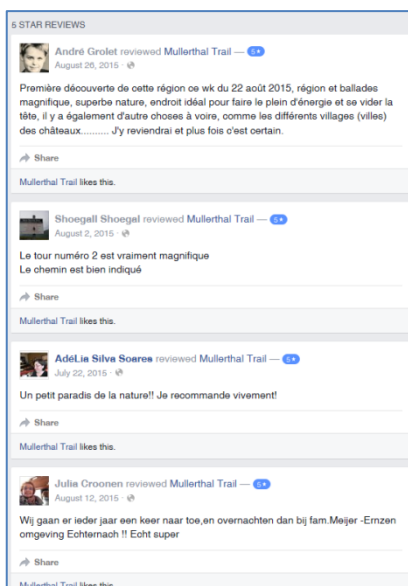 5 STAR REVIEWS
André Grolet reviewed Mullerthal Trail — 5★
August 26, 2015 ·
Première découverte de cette région ce wk du 22 août 2015, région et ballades
magnifique, superbe nature, endroit idéal pour faire le plein d'énergie et se vider la
tête, il y a également d'autre choses à voire, comme les différents villages (villes)
des châteaux.......... J'y reviendrai et plus fois c'est certain.
Share
Mullerthal Trail likes this.
Shoegall Shoegal reviewed Mullerthal Trail — 5★
August 2, 2015 ·
Le tour numéro 2 est vraiment magnifique
Le chemin est bien indiqué
Share
Mullerthal Trail likes this.
AdéLia Silva Soares reviewed Mullerthal Trail — 5★
July 22, 2015 ·
Un petit paradis de la nature!! Je recommande vivement!
Share
Mullerthal Trail likes this.
Julia Croonen reviewed Mullerthal Trail — 5★
August 12, 2015 ·
Wij gaan er ieder jaar een keer naar toe,en overnachten dan bij fam.Meijer -Ernzen
omgeving Echternach !! Echt super
Share
Mullerthal Trail likes this.